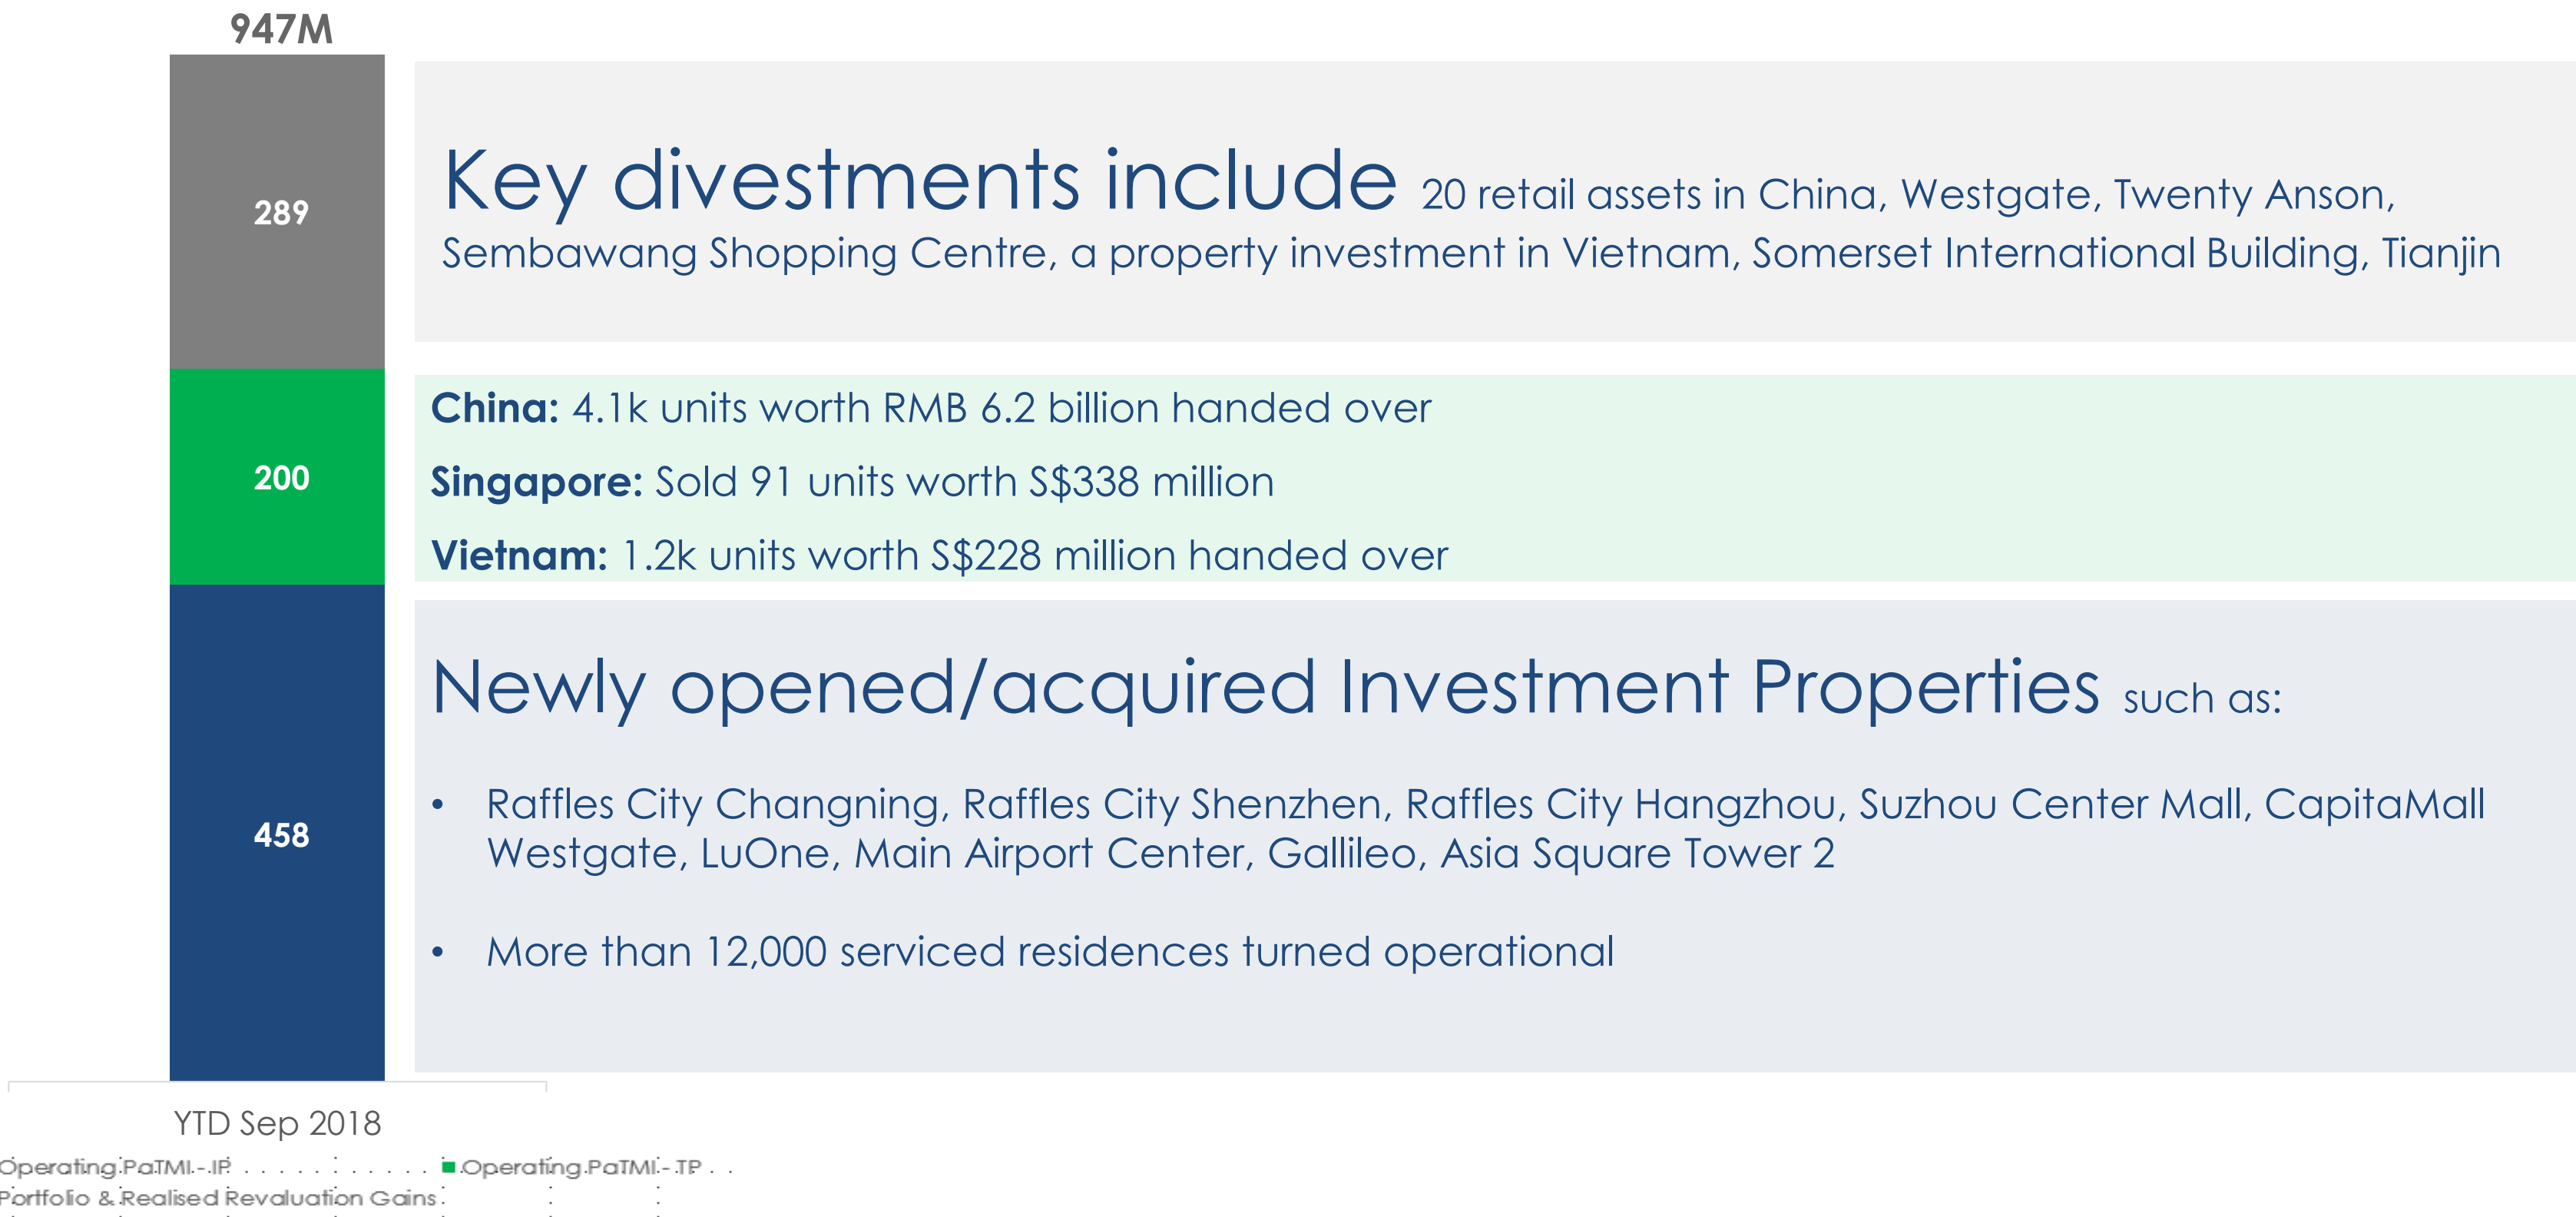 947M
289
Key divestments include 20 retail assets in China, Westgate, Twenty Anson,
Sembawang Shopping Centre, a property investment in Vietnam, Somerset International Building, Tianjin
200
China: 4.1k units worth RMB 6.2 billion handed over
Singapore: Sold 91 units worth S$338 million
Vietnam: 1.2k units worth S$228 million handed over
458
Newly opened/acquired Investment Properties such as:
• Raffles City Changning, Raffles City Shenzhen, Raffles City Hangzhou, Suzhou Center Mall, CapitaMall
Westgate, LuOne, Main Airport Center, Gallileo, Asia Square Tower 2
• More than 12,000 serviced residences turned operational
YTD Sep 2018
Operating PaTMI - IP
Operating PaTMI - TP
Portfolio & Realised Revaluation Gains